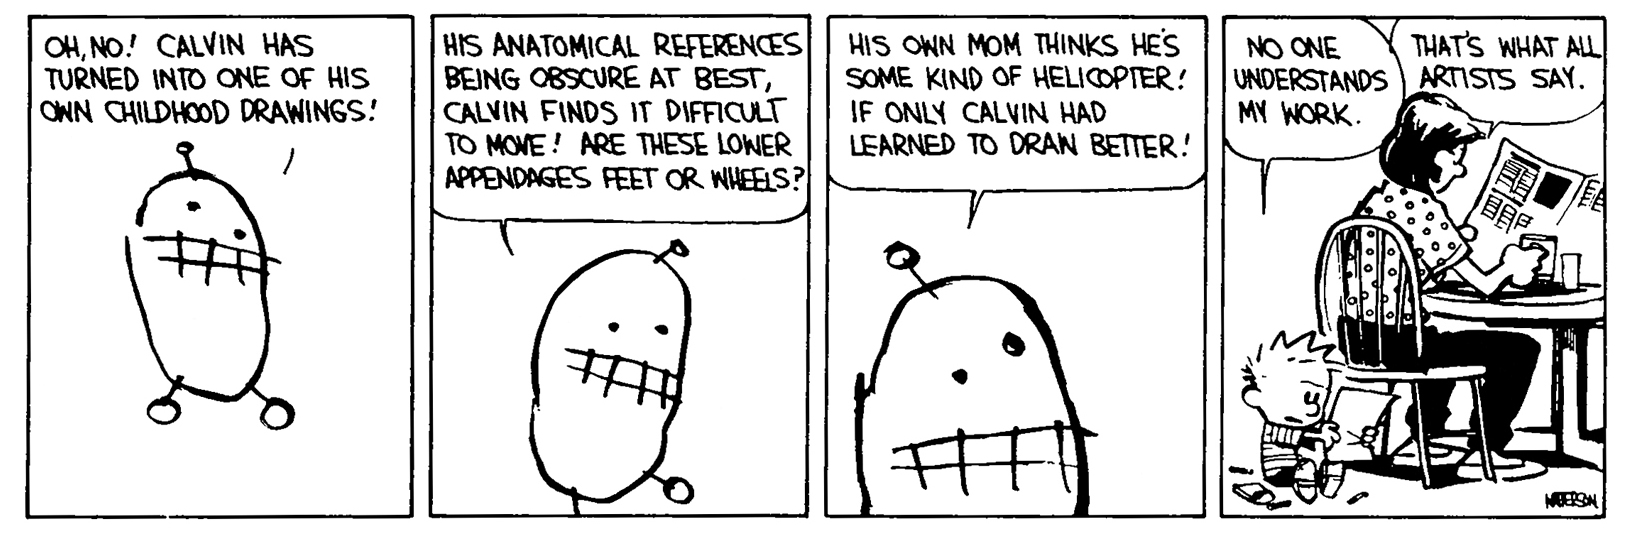 OH, NO! CALVIN HAS
TURNED INTO ONE OF HIS
OWN CHILDHOOD DRAWINGS!
HIS ANATOMICAL REFERENCES
BEING OBSCURE AT BEST,
CALVIN FINDS IT DIFFICULT
TO MOVE! ARE THESE LOWER
APPENDAGES FEET OR WHEELS?
HIS OWN MOM THINKS HE'S
SOME KIND OF HELICOPTER!
IF ONLY CALVIN HAD
LEARNED TO DRAW BETTER!
NO ONE
UNDERSTANDS
MY WORK.
THAT'S WHAT ALL
ARTISTS SAY.
WATTERSON